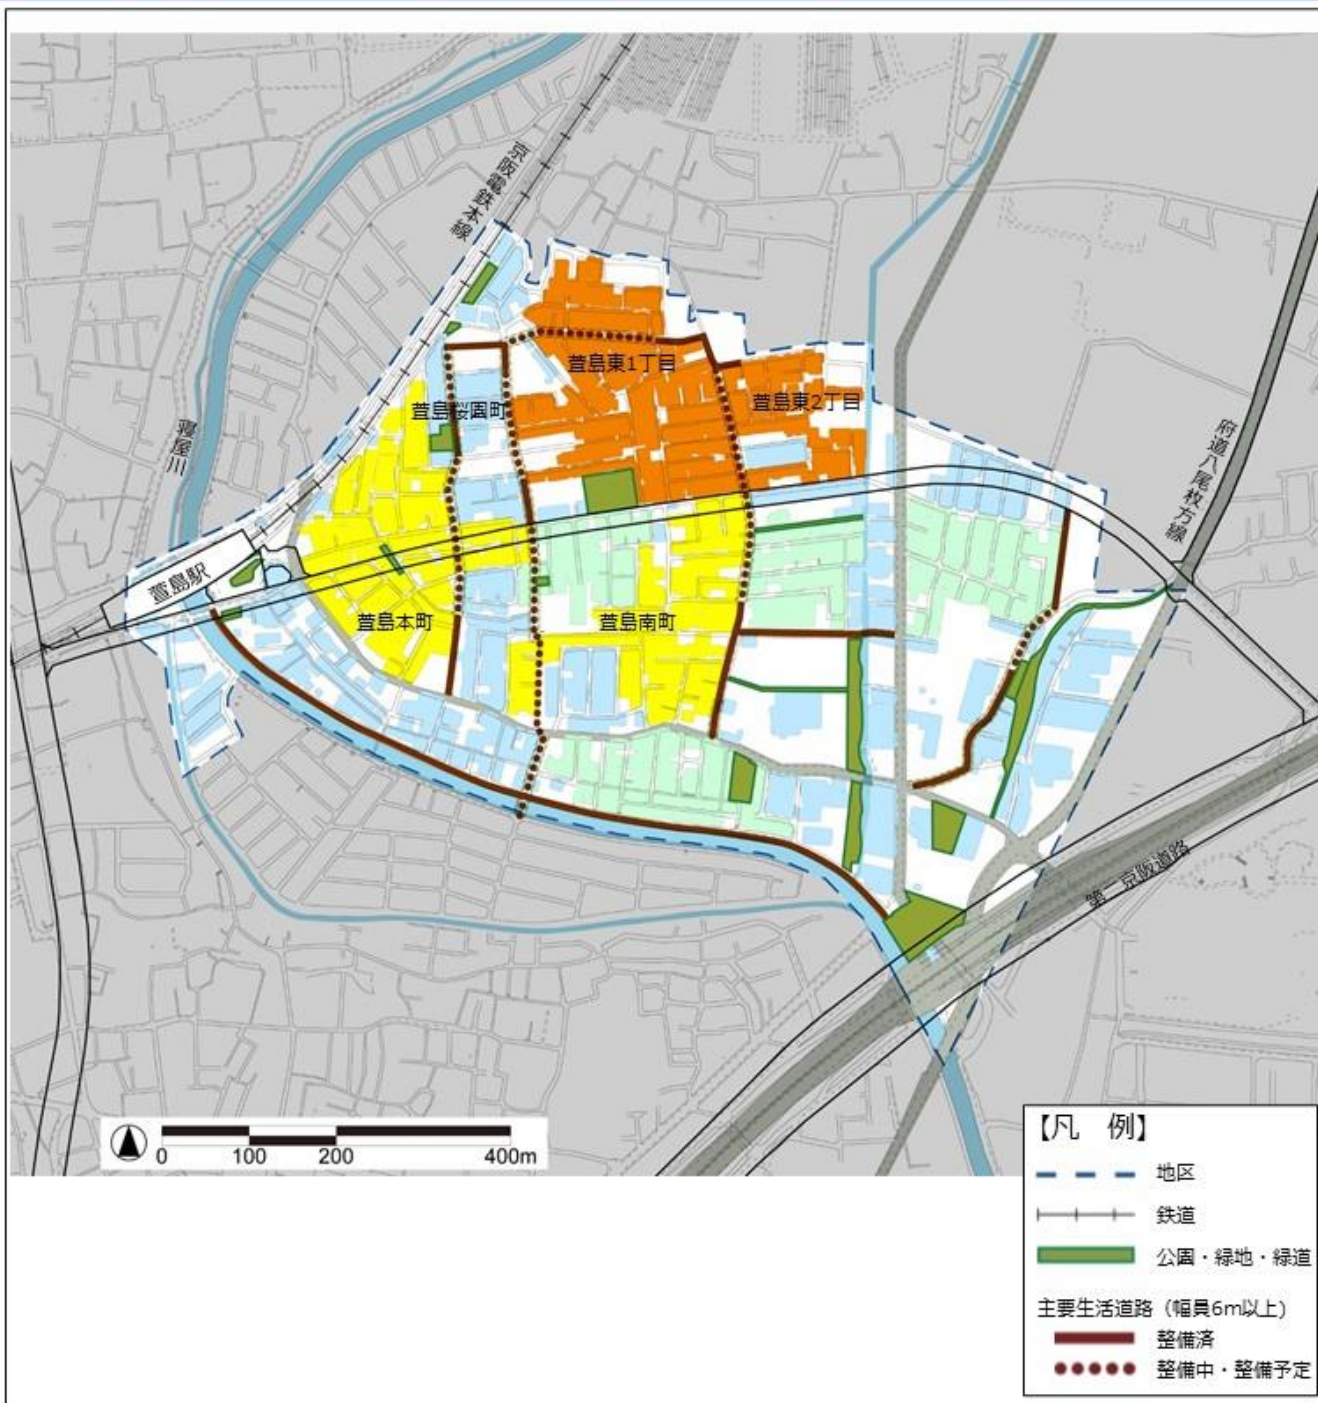 京阪電鉄本線
萱島東1丁目
萱島東2丁目
萱島桜園町
寝屋川
府道八尾枚方線
萱島駅
萱島本町
萱島南町
第二京阪道路
0 100 200 400m
【凡 例】
地区
鉄道
公園・緑地・緑道
主要生活道路（幅員6m以上）
整備済
整備中・整備予定